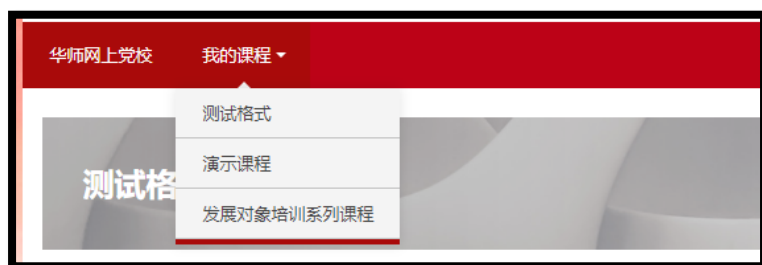 华师网上党校 我的课程
测试格式
演示课程
测试格
发展对象培训系列课程